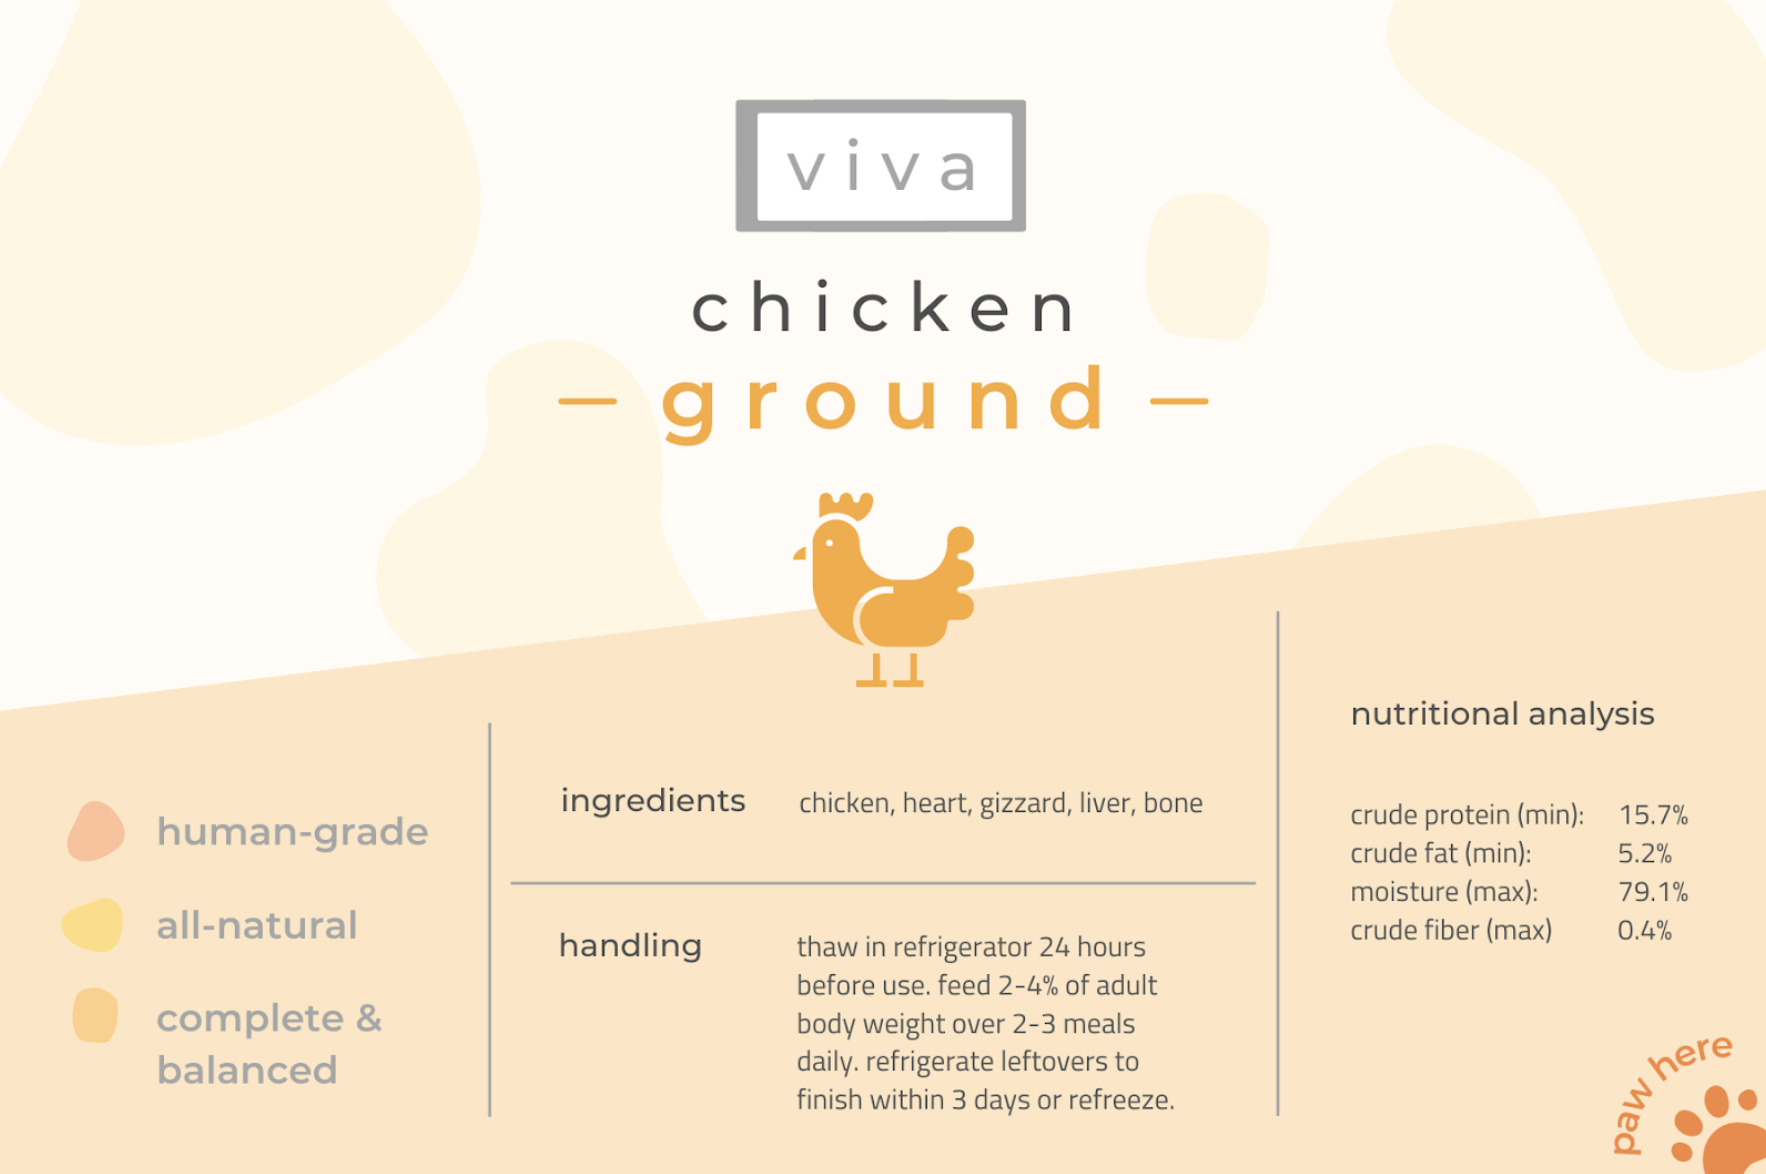 viva
chicken
ground
human-grade
all-natural
complete &
balanced
ingredients
chicken, heart, gizzard, liver, bone
handling
thaw in refrigerator 24 hours
before use. feed 2-4% of adult
body weight over 2-3 meals
daily. refrigerate leftovers to
finish within 3 days or refreeze.
nutritional analysis
crude protein (min): 15.7%
crude fat (min): 5.2%
moisture (max): 79.1%
crude fiber (max) 0.4%
paw here